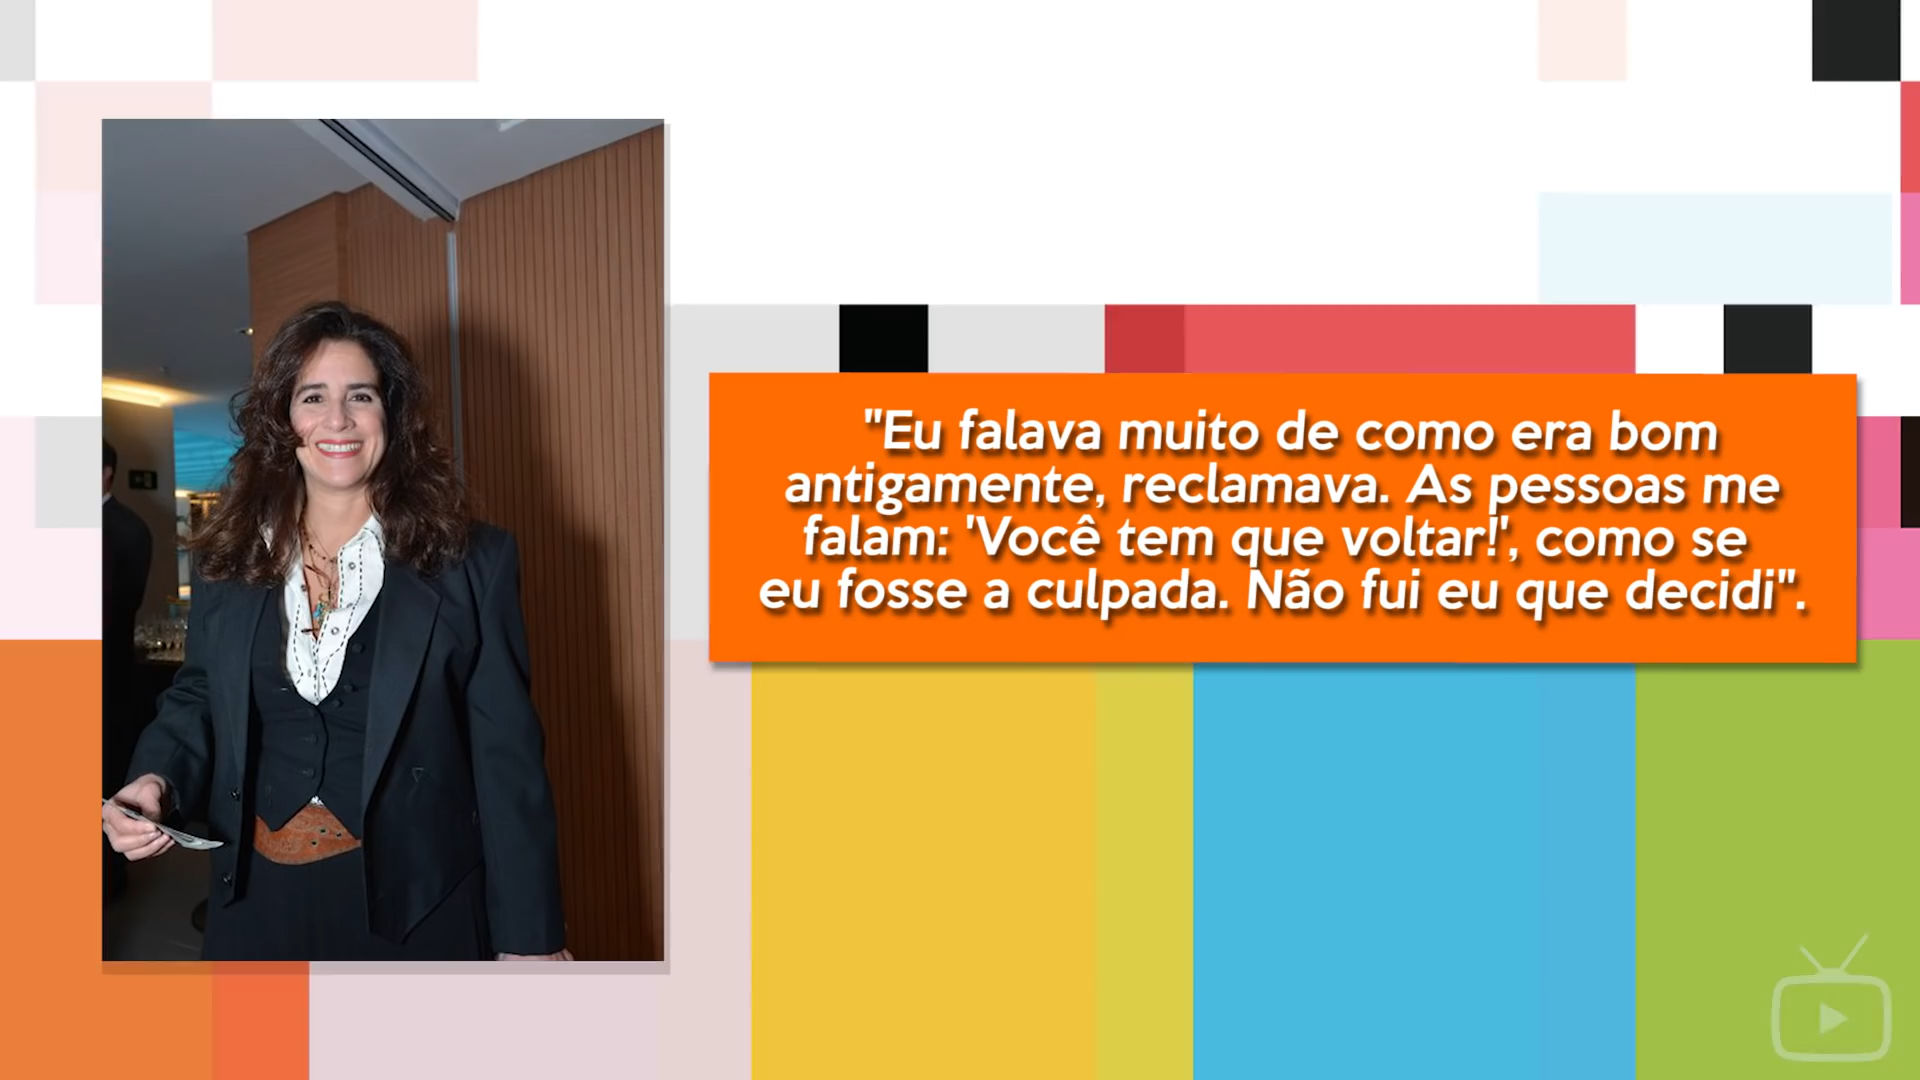 "Eu falava muito de como era bom
antigamente, reclamava. As pessoas me
falam: 'Você tem que voltar!', como se
eu fosse a culpada. Não fui eu que decidi".